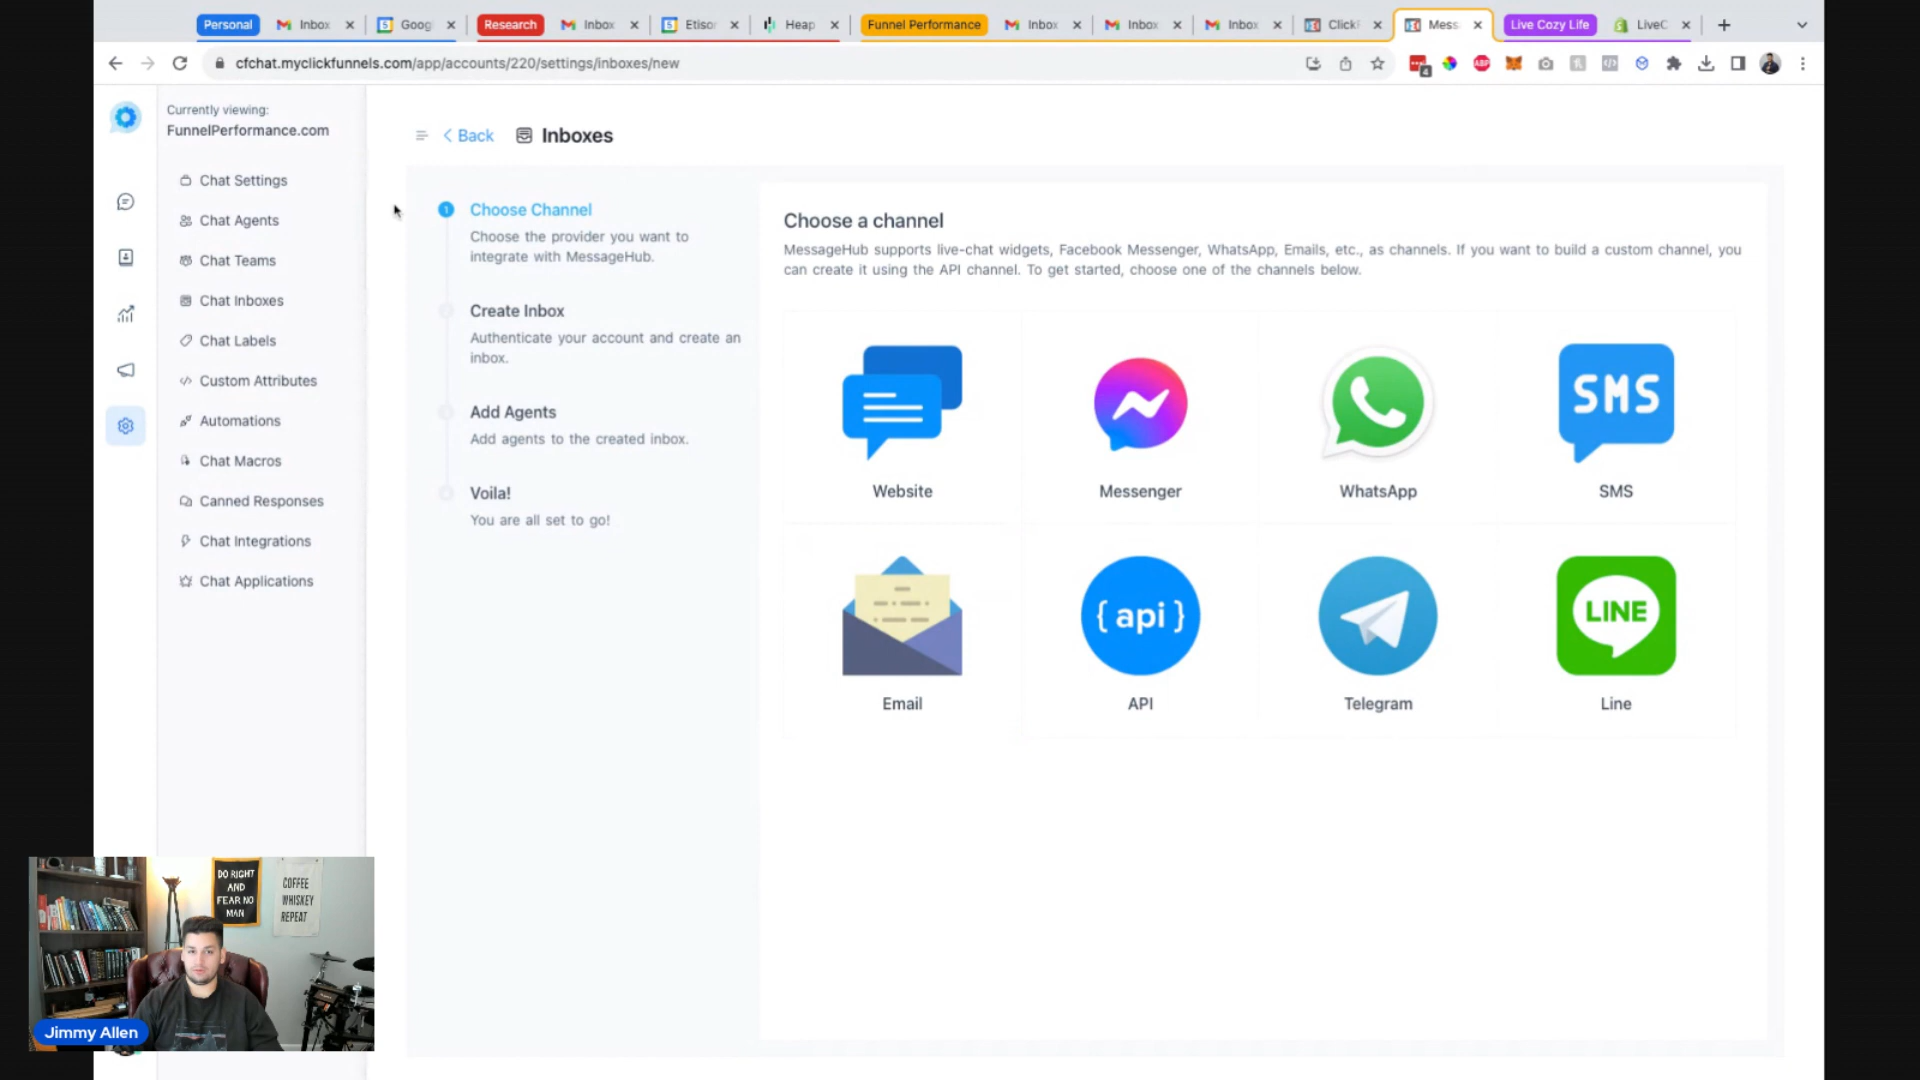 Personal
Inbox
Goog
Research
Inbox
Etisor
Heap
Funnel Performance
Inbox
Inbox
Inbox
ClickF
Mess
Live Cozy Life
LiveC
cfchat.myclickfunnels.com/app/accounts/220/settings/inboxes/new
4
ABP
Currently viewing:
FunnelPerformance.com
Chat Settings
Chat Agents
Chat Teams
Chat Inboxes
Chat Labels
Custom Attributes
Automations
Chat Macros
Canned Responses
Chat Integrations
Chat Applications
Back
Inboxes
1
Choose Channel
Choose the provider you want to
integrate with MessageHub.
Create Inbox
Authenticate your account and create an
inbox.
Add Agents
Add agents to the created inbox.
Voila!
You are all set to go!
Choose a channel
MessageHub supports live-chat widgets, Facebook Messenger, WhatsApp, Emails, etc., as channels. If you want to build a custom channel, you
can create it using the API channel. To get started, choose one of the channels below.
Website
Messenger
WhatsApp
SMS
SMS
Email
{ api }
API
Telegram
LINE
Line
DO RIGHT
AND
FEAR NO
MAN
COFFEE
WHISKEY
REPEAT
Jimmy Allen